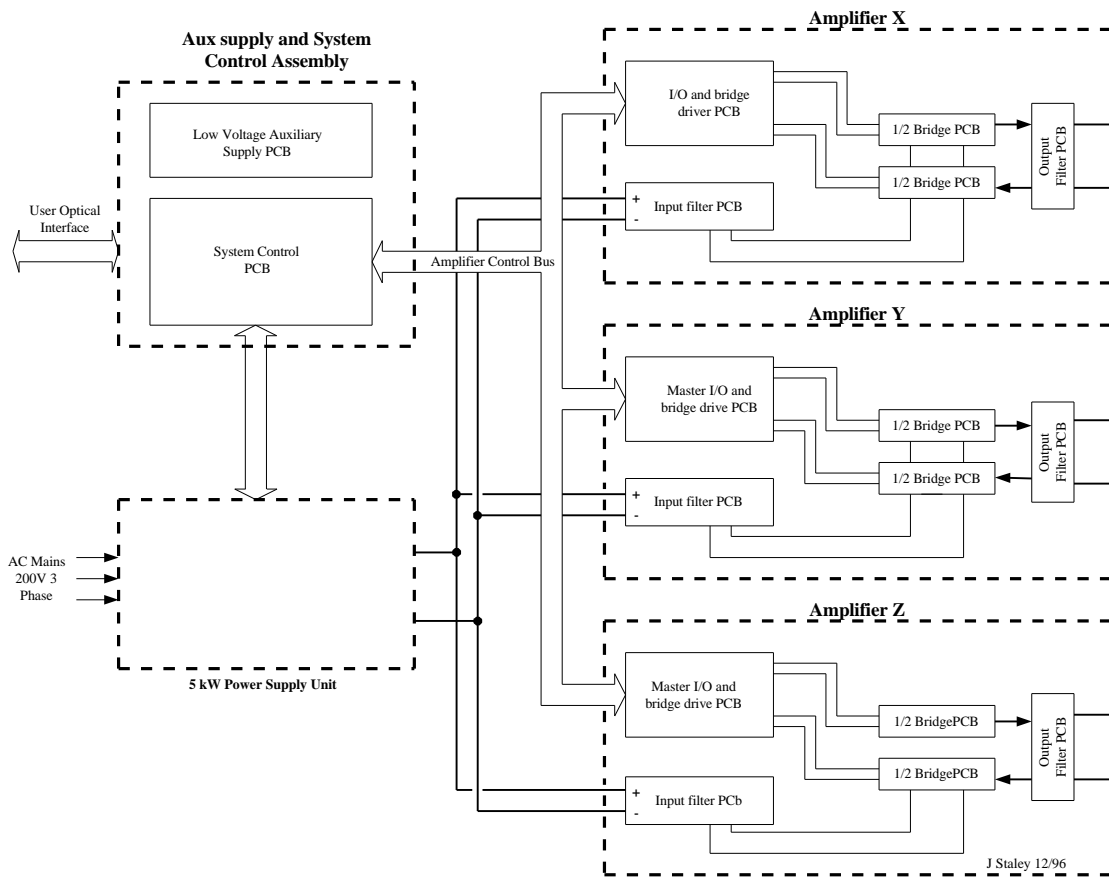 Aux supply and System
Control Assembly
Low Voltage Auxiliary
Supply PCB
User Optical
Interface
System Control
PCB
Amplifier Control Bus
AC Mains
200V 3
Phase
5 kW Power Supply Unit
Amplifier X
I/O and bridge
driver PCB
1/2 Bridge PCB
1/2 Bridge PCB
Output
Filter PCB
+
-
Input filter PCB
Amplifier Y
Master I/O and
bridge drive PCB
1/2 Bridge PCB
1/2 Bridge PCB
Output
Filter PCB
+
-
Input filter PCB
Amplifier Z
Master I/O and
bridge drive PCB
1/2 BridgePCB
1/2 BridgePCB
Output
Filter PCB
+
-
Input filter PCb
J Staley 12/96